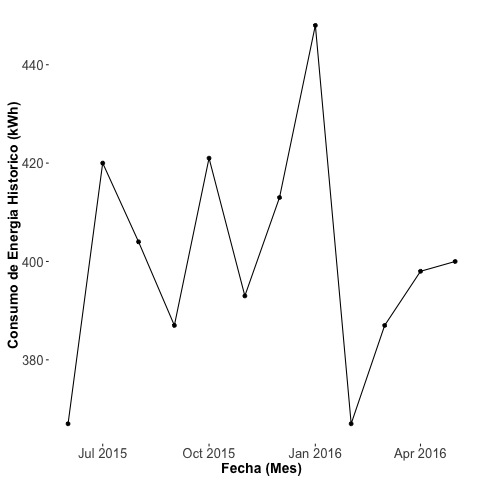 Consumo de Energia Historico (kWh)
440
420
400
380
Jul 2015
Oct 2015
Jan 2016
Apr 2016
Fecha (Mes)